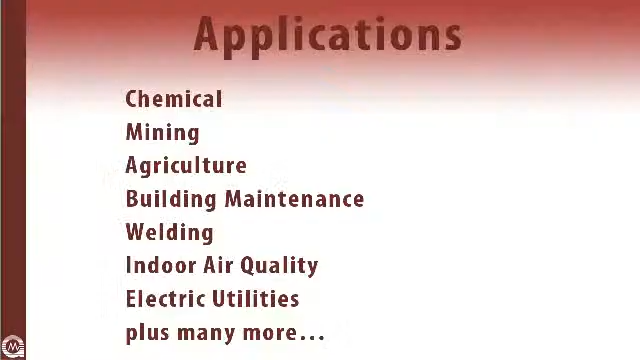 Applications
Chemical
Mining
Agriculture
Building Maintenance
Welding
Indoor Air Quality
Electric Utilities
plus many more...